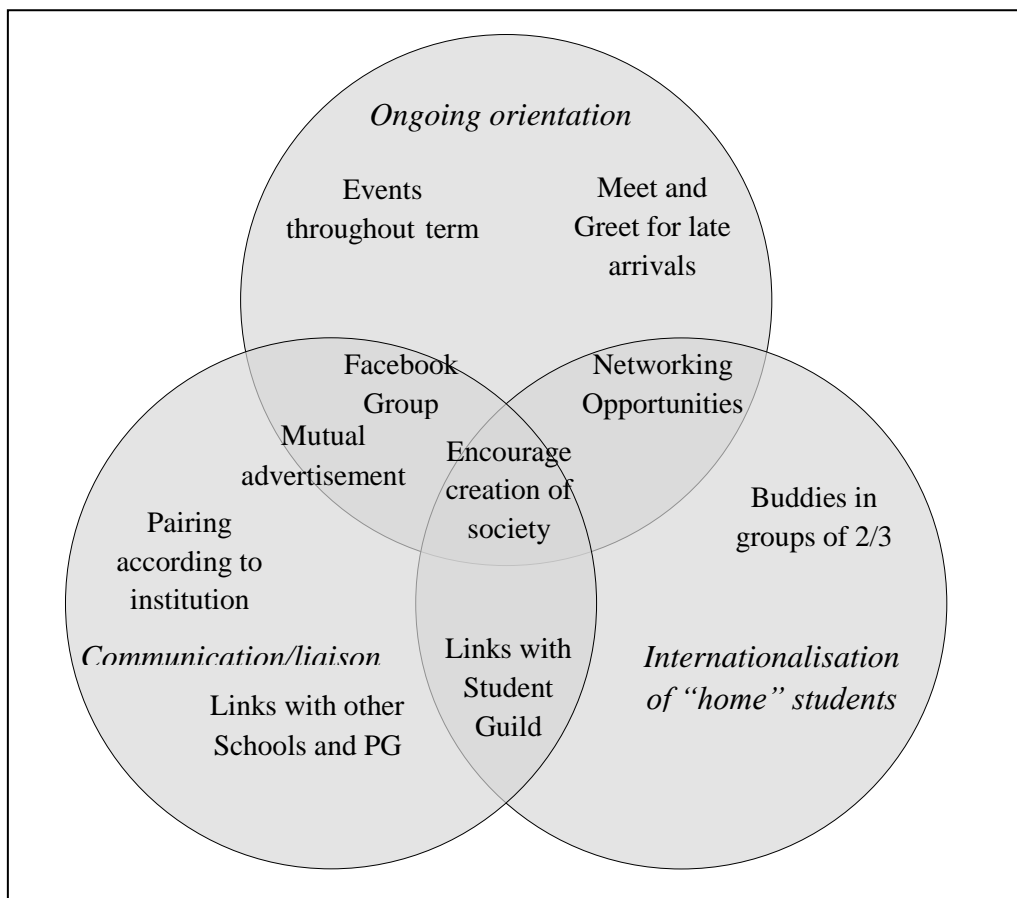 Ongoing orientation
Events
throughout term
Meet and
Greet for late
arrivals
Facebook
Group
Networking
Opportunities
Mutual
advertisement
Encourage
creation of
society
Buddies in
groups of 2/3
Pairing
according to
institution
Communication/liaison
Links with other
Schools and PG
Links with
Student
Guild
Internationalisation
of “home” students